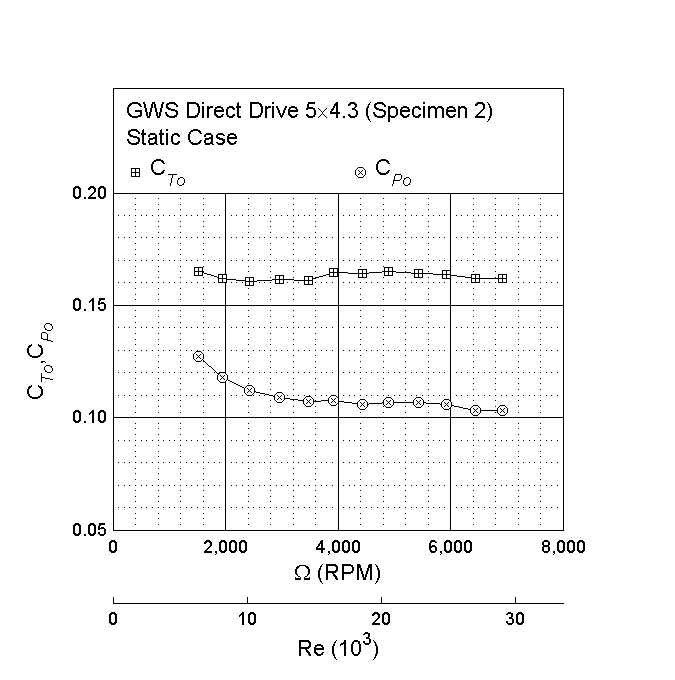 GWS Direct Drive 5×4.3 (Specimen 2)
Static Case
C_To C_Po
0.20
0.15
0.10
0.05
C_To,C_Po
0 2,000 4,000 6,000 8,000
Ω (RPM)
0 10 20 30
Re (10³)